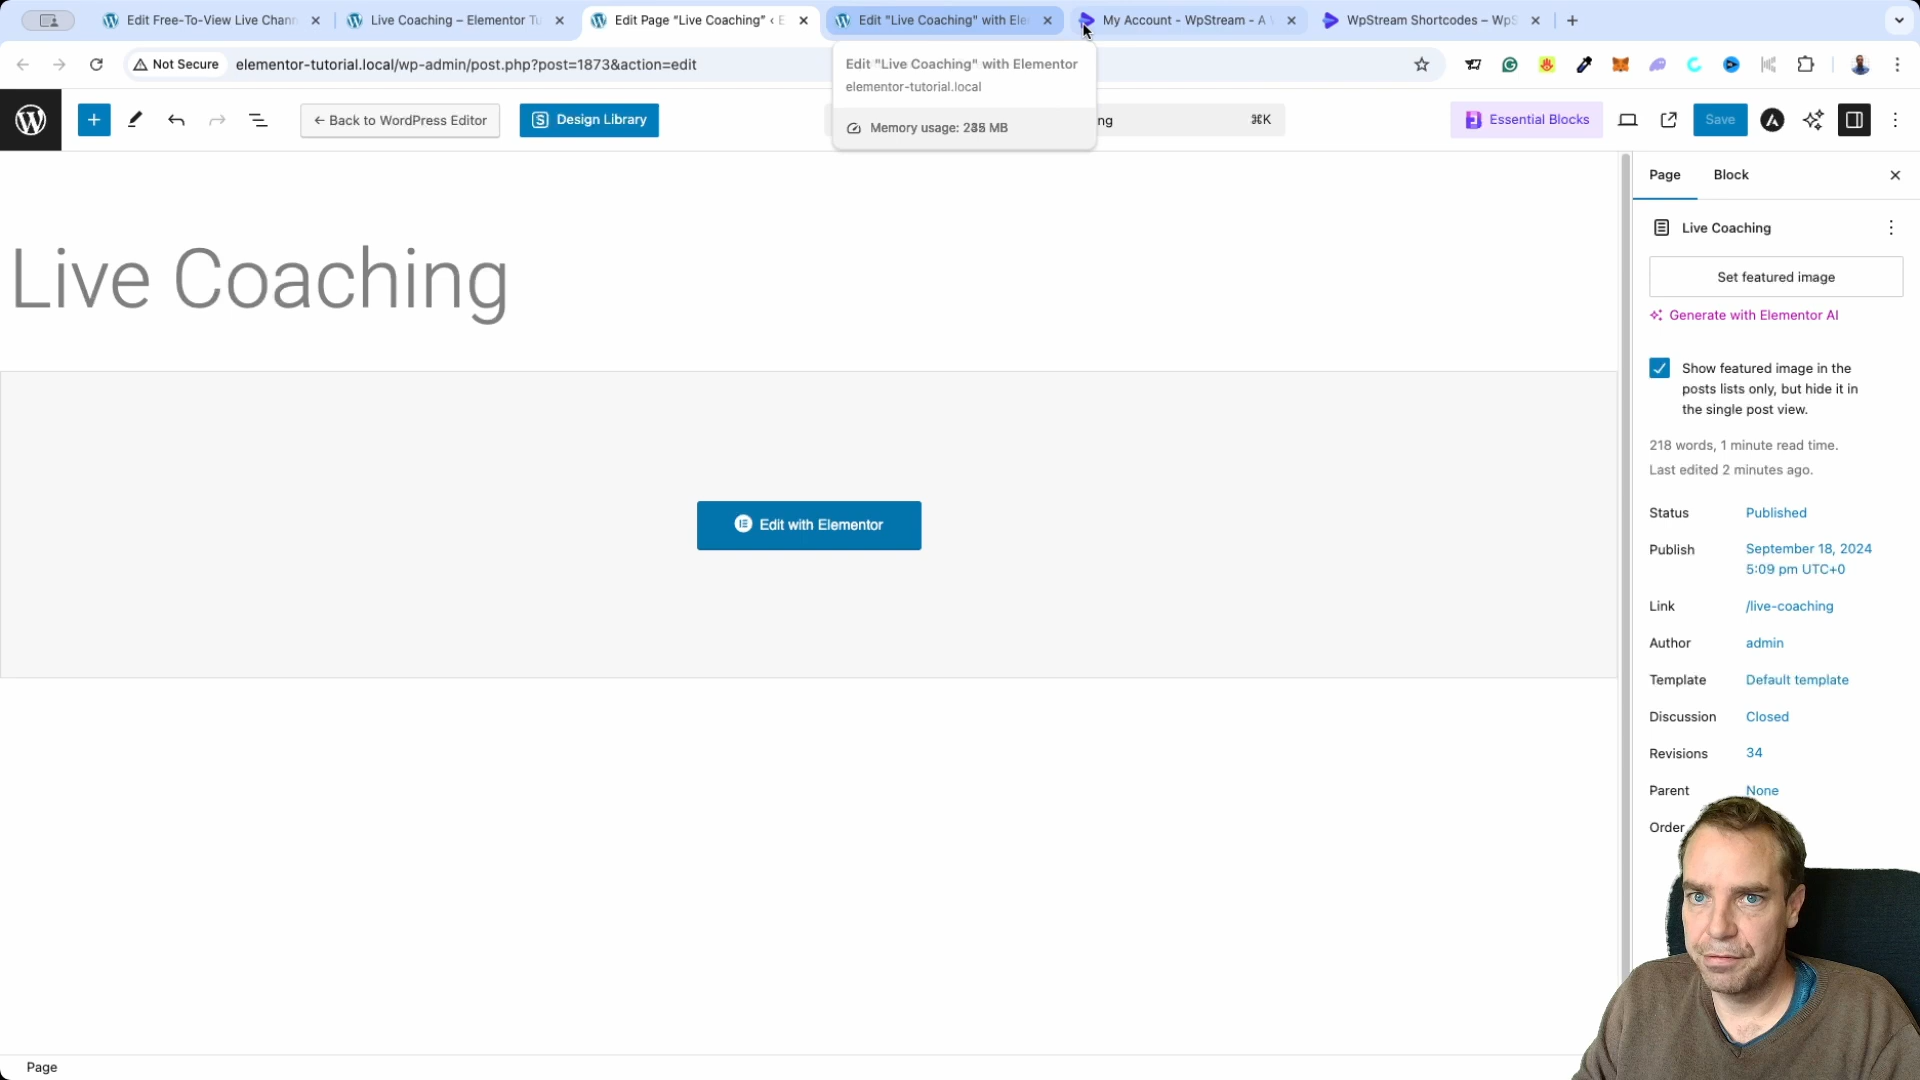 Edit Free-To-View Live Chann
Live Coaching – Elementor Tu
Edit Page “Live Coaching” ‹ E
Edit "Live Coaching" with Ele
My Account - WpStream - A
WpStream Shortcodes – WpS
Not Secure
elementor-tutorial.local/wp-admin/post.php?post=1873&action=edit
Edit "Live Coaching" with Elementor
elementor-tutorial.local
Memory usage: MB
← Back to WordPress Editor
Design Library
ng
⌘K
Essential Blocks
Save
Live Coaching
Edit with Elementor
Page
Block
Live Coaching
Set featured image
Generate with Elementor AI
Show featured image in the
posts lists only, but hide it in
the single post view.
218 words, 1 minute read time.
Last edited 2 minutes ago.
Status Published
Publish September 18, 2024
5:09 pm UTC+0
Link /live-coaching
Author admin
Template Default template
Discussion Closed
Revisions 34
Parent None
Order
Page